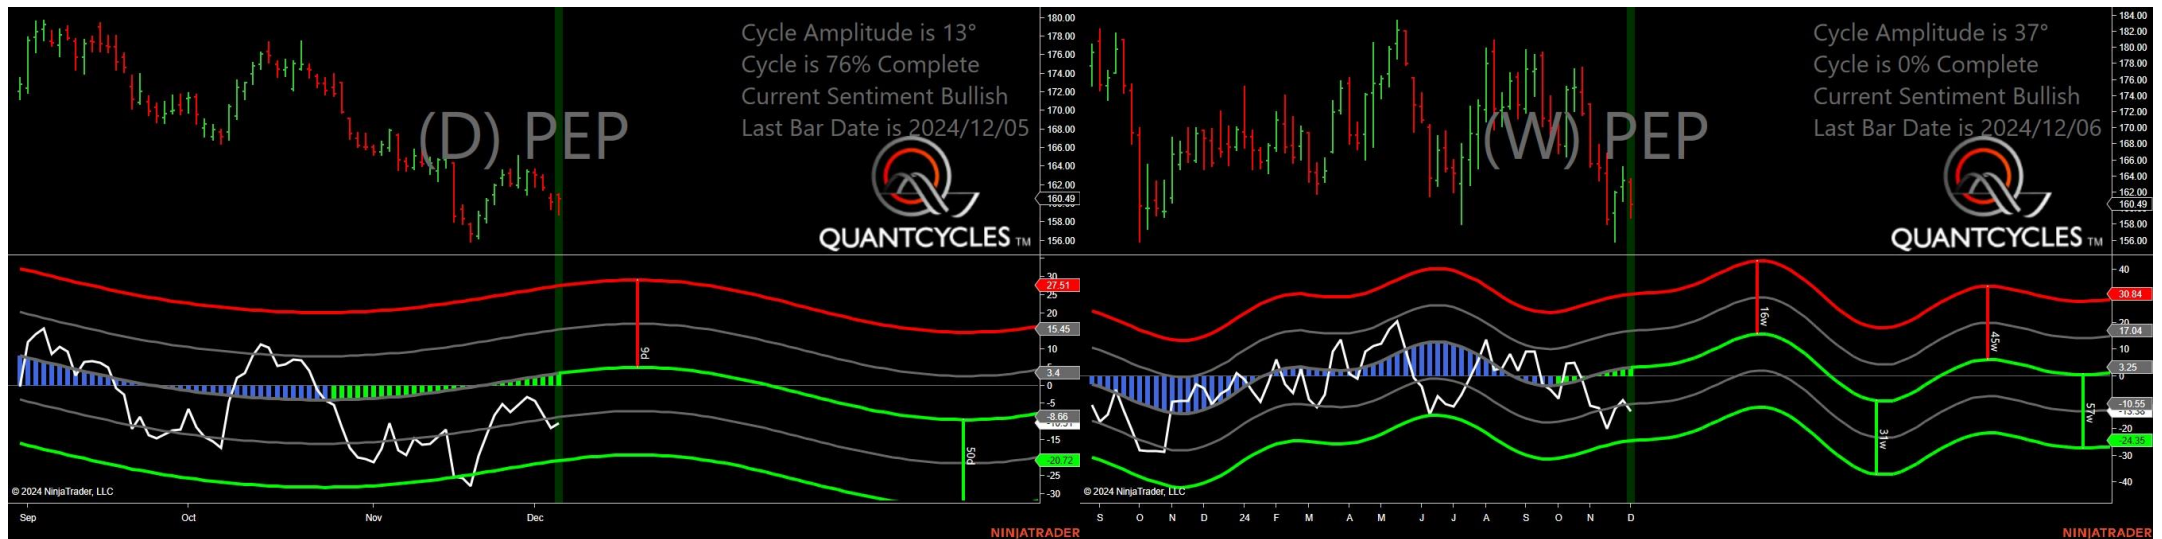 Cycle Amplitude is 13°
Cycle is 76% Complete
Current Sentiment Bullish
Last Bar Date is 2024/12/05
(D) PEP
QUANTCYCLES TM
180.00
178.00
176.00
174.00
172.00
170.00
168.00
166.00
164.00
162.00
160.49
158.00
156.00
30
27.51
25
20
15.45
10
5
3.4
0
-5
-8.66
-15
-20.72
-25
-30
9d
50d
© 2024 NinjaTrader, LLC
Sep Oct Nov Dec
NINJATRADER
Cycle Amplitude is 37°
Cycle is 0% Complete
Current Sentiment Bullish
Last Bar Date is 2024/12/06
(W) PEP
QUANTCYCLES TM
184.00
182.00
180.00
178.00
176.00
174.00
172.00
170.00
168.00
166.00
164.00
162.00
160.49
158.00
156.00
40
30.84
20
17.04
10
3.25
0
-10.55
-20
-24.35
-30
-40
16w
31w
45w
57w
© 2024 NinjaTrader, LLC
S O N D 24 F M A M J J A S O N D
NINJATRADER